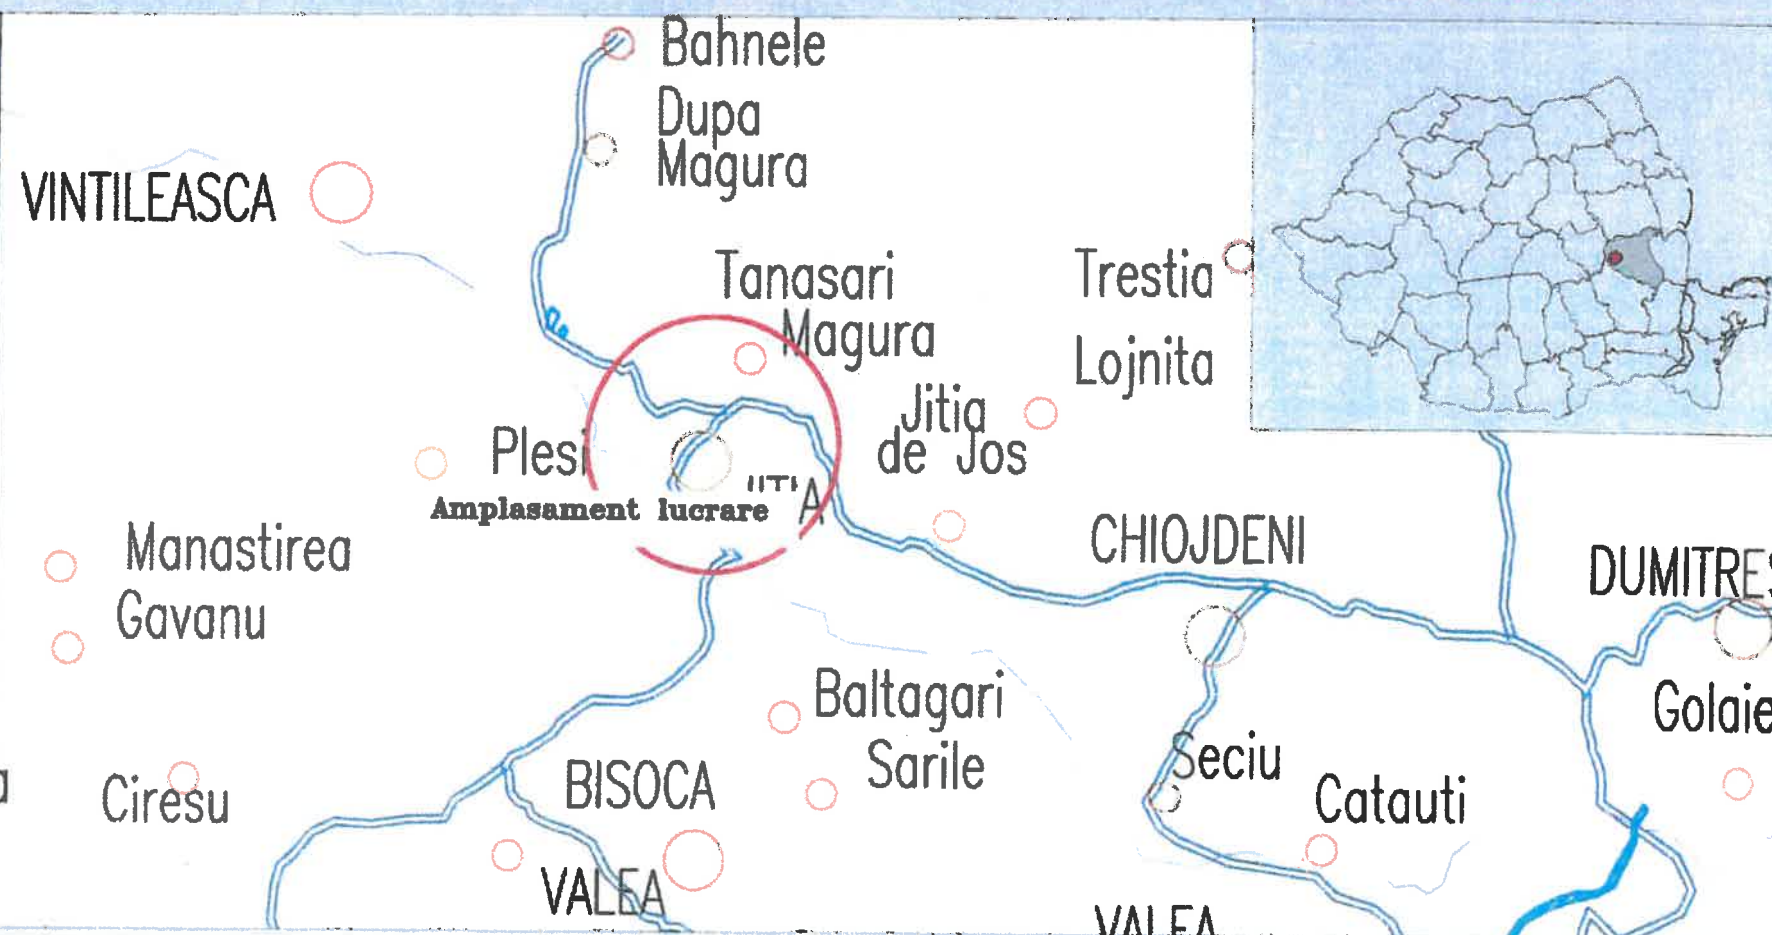 Bahnele
Dupa
Magura
VINTILEASCA
Tanasari
Magura
Trestia
Lojnita
Jitia
de Jos
Plesi
Amplasament lucrare
CHIOJDENI
Manastirea
Gavanu
DUMITRES
Baltagari
Sarile
Golaie
Seciu
Ciresu
BISOCA
Catauti
VALEA
VALEA